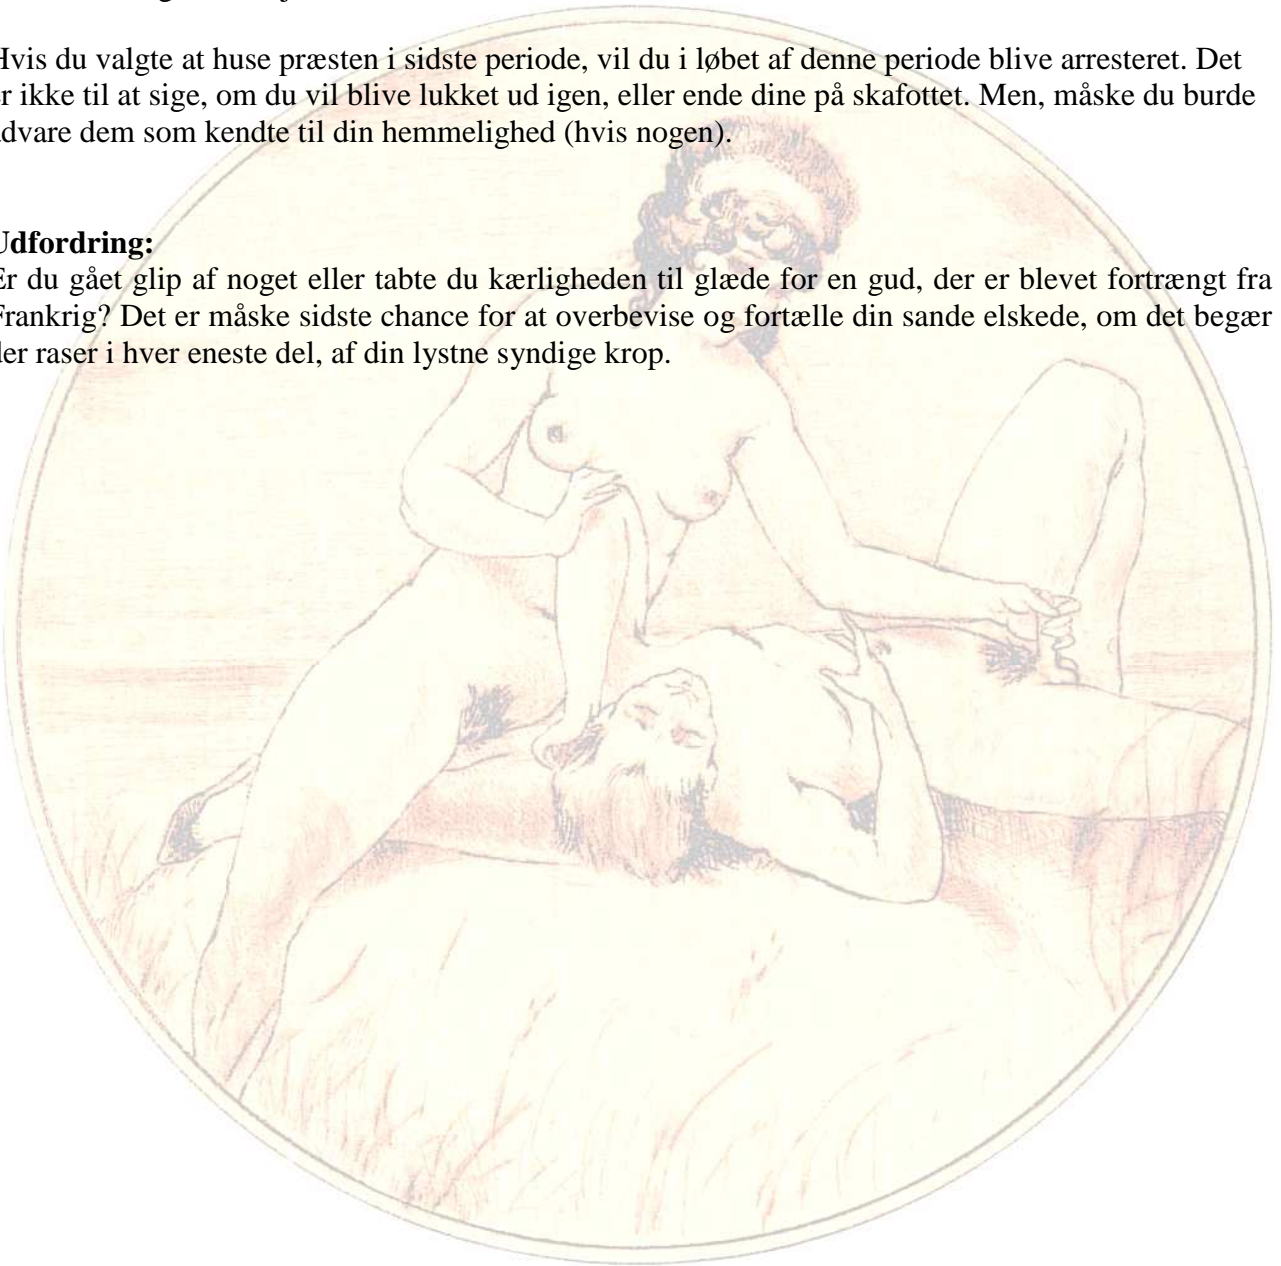 Hvis du valgte at huse præsten i sidste periode, vil du i løbet af denne periode blive arresteret. Det
er ikke til at sige, om du vil blive lukket ud igen, eller ende dine på skafottet. Men, måske du burde
advare dem som kendte til din hemmelighed (hvis nogen).
Udfordring:
Er du gået glip af noget eller tabte du kærligheden til glæde for en gud, der er blevet fortrængt fra
Frankrig? Det er måske sidste chance for at overbevise og fortælle din sande elskede, om det begær
der raser i hver eneste del, af din lystne syndige krop.